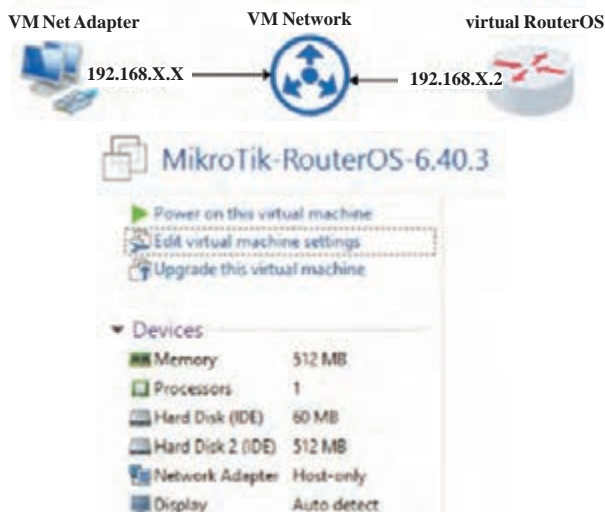 VM Net Adapter VM Network virtual RouterOS
192.168.X.X 192.168.X.2
MikroTik-RouterOS-6.40.3
Power on this virtual machine
Edit virtual machine settings
Upgrade this virtual machine
Devices
Memory 512 MB
Processors 1
Hard Disk (IDE) 60 MB
Hard Disk 2 (IDE) 512 MB
Network Adapter Host-only
Display Auto detect